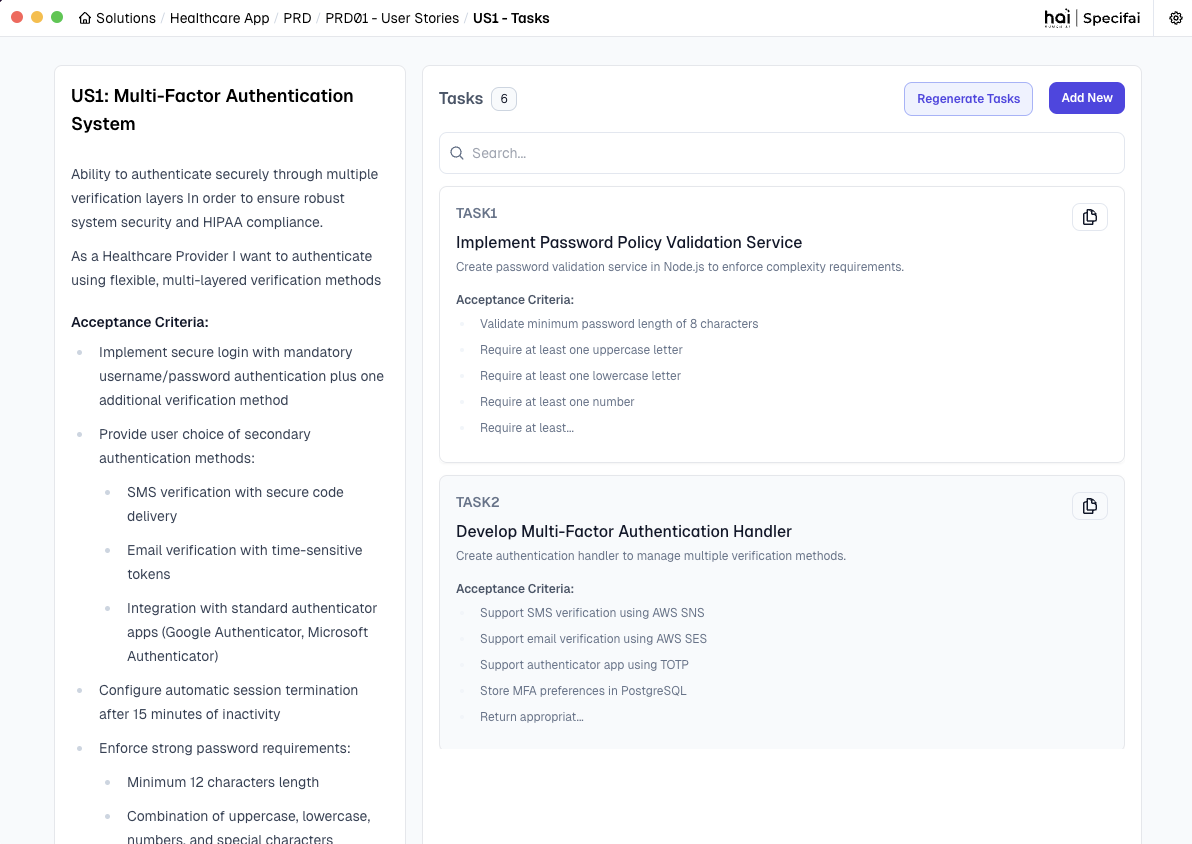 Solutions / Healthcare App / PRD / PRD01 - User Stories / US1 - Tasks
hai
HUMAN AI
Specifai
US1: Multi-Factor Authentication
System
Ability to authenticate securely through multiple
verification layers In order to ensure robust
system security and HIPAA compliance.
As a Healthcare Provider I want to authenticate
using flexible, multi-layered verification methods
Acceptance Criteria:
Implement secure login with mandatory
username/password authentication plus one
additional verification method
Provide user choice of secondary
authentication methods:
SMS verification with secure code
delivery
Email verification with time-sensitive
tokens
Integration with standard authenticator
apps (Google Authenticator, Microsoft
Authenticator)
Configure automatic session termination
after 15 minutes of inactivity
Enforce strong password requirements:
Minimum 12 characters length
Combination of uppercase, lowercase,
numbers, and special characters
Tasks 6
Regenerate Tasks
Add New
Search...
TASK1
Implement Password Policy Validation Service
Create password validation service in Node.js to enforce complexity requirements.
Acceptance Criteria:
Validate minimum password length of 8 characters
Require at least one uppercase letter
Require at least one lowercase letter
Require at least one number
Require at least...
TASK2
Develop Multi-Factor Authentication Handler
Create authentication handler to manage multiple verification methods.
Acceptance Criteria:
Support SMS verification using AWS SNS
Support email verification using AWS SES
Support authenticator app using TOTP
Store MFA preferences in PostgreSQL
Return appropriat...